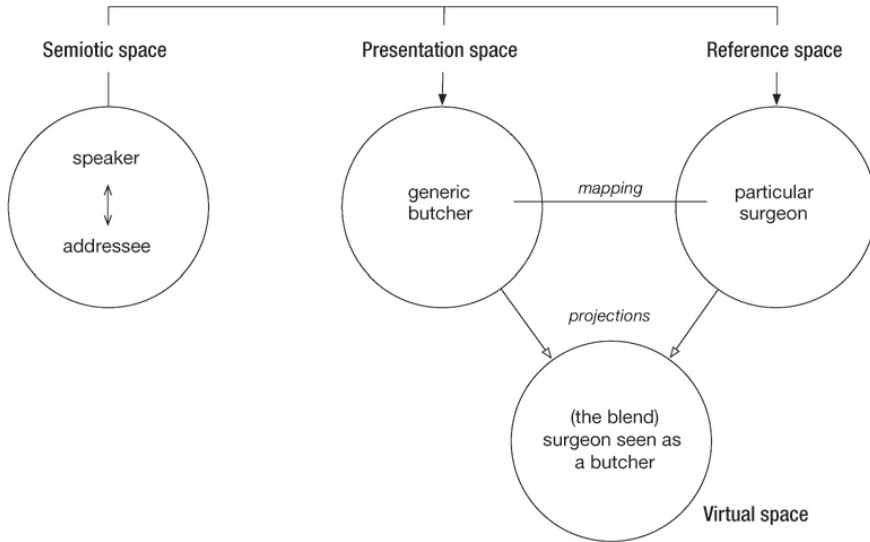 Semiotic space
Presentation space
Reference space
speaker
addressee
generic
butcher
mapping
particular
surgeon
projections
(the blend)
surgeon seen as
a butcher
Virtual space